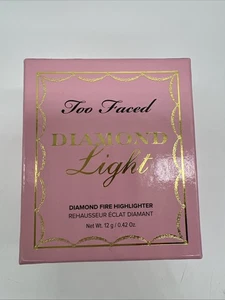 Too Faced
DIAMOND
Light
DIAMOND FIRE HIGHLIGHTER
REHAUSSEUR ÉCLAT DIAMANT
Net Wt. 12 g / 0.42 Oz.